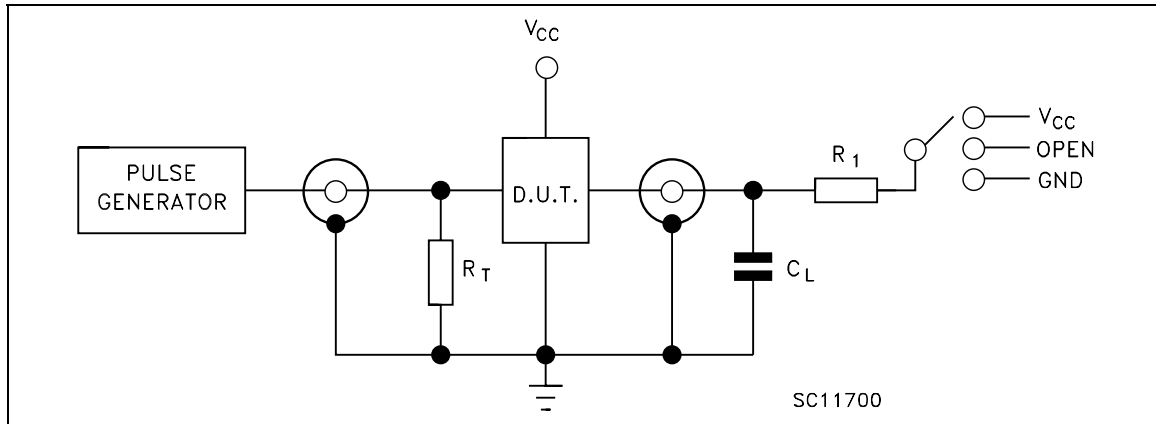 VCC
PULSE
GENERATOR
D.U.T.
RT
CL
R1
VCC
OPEN
GND
SC11700